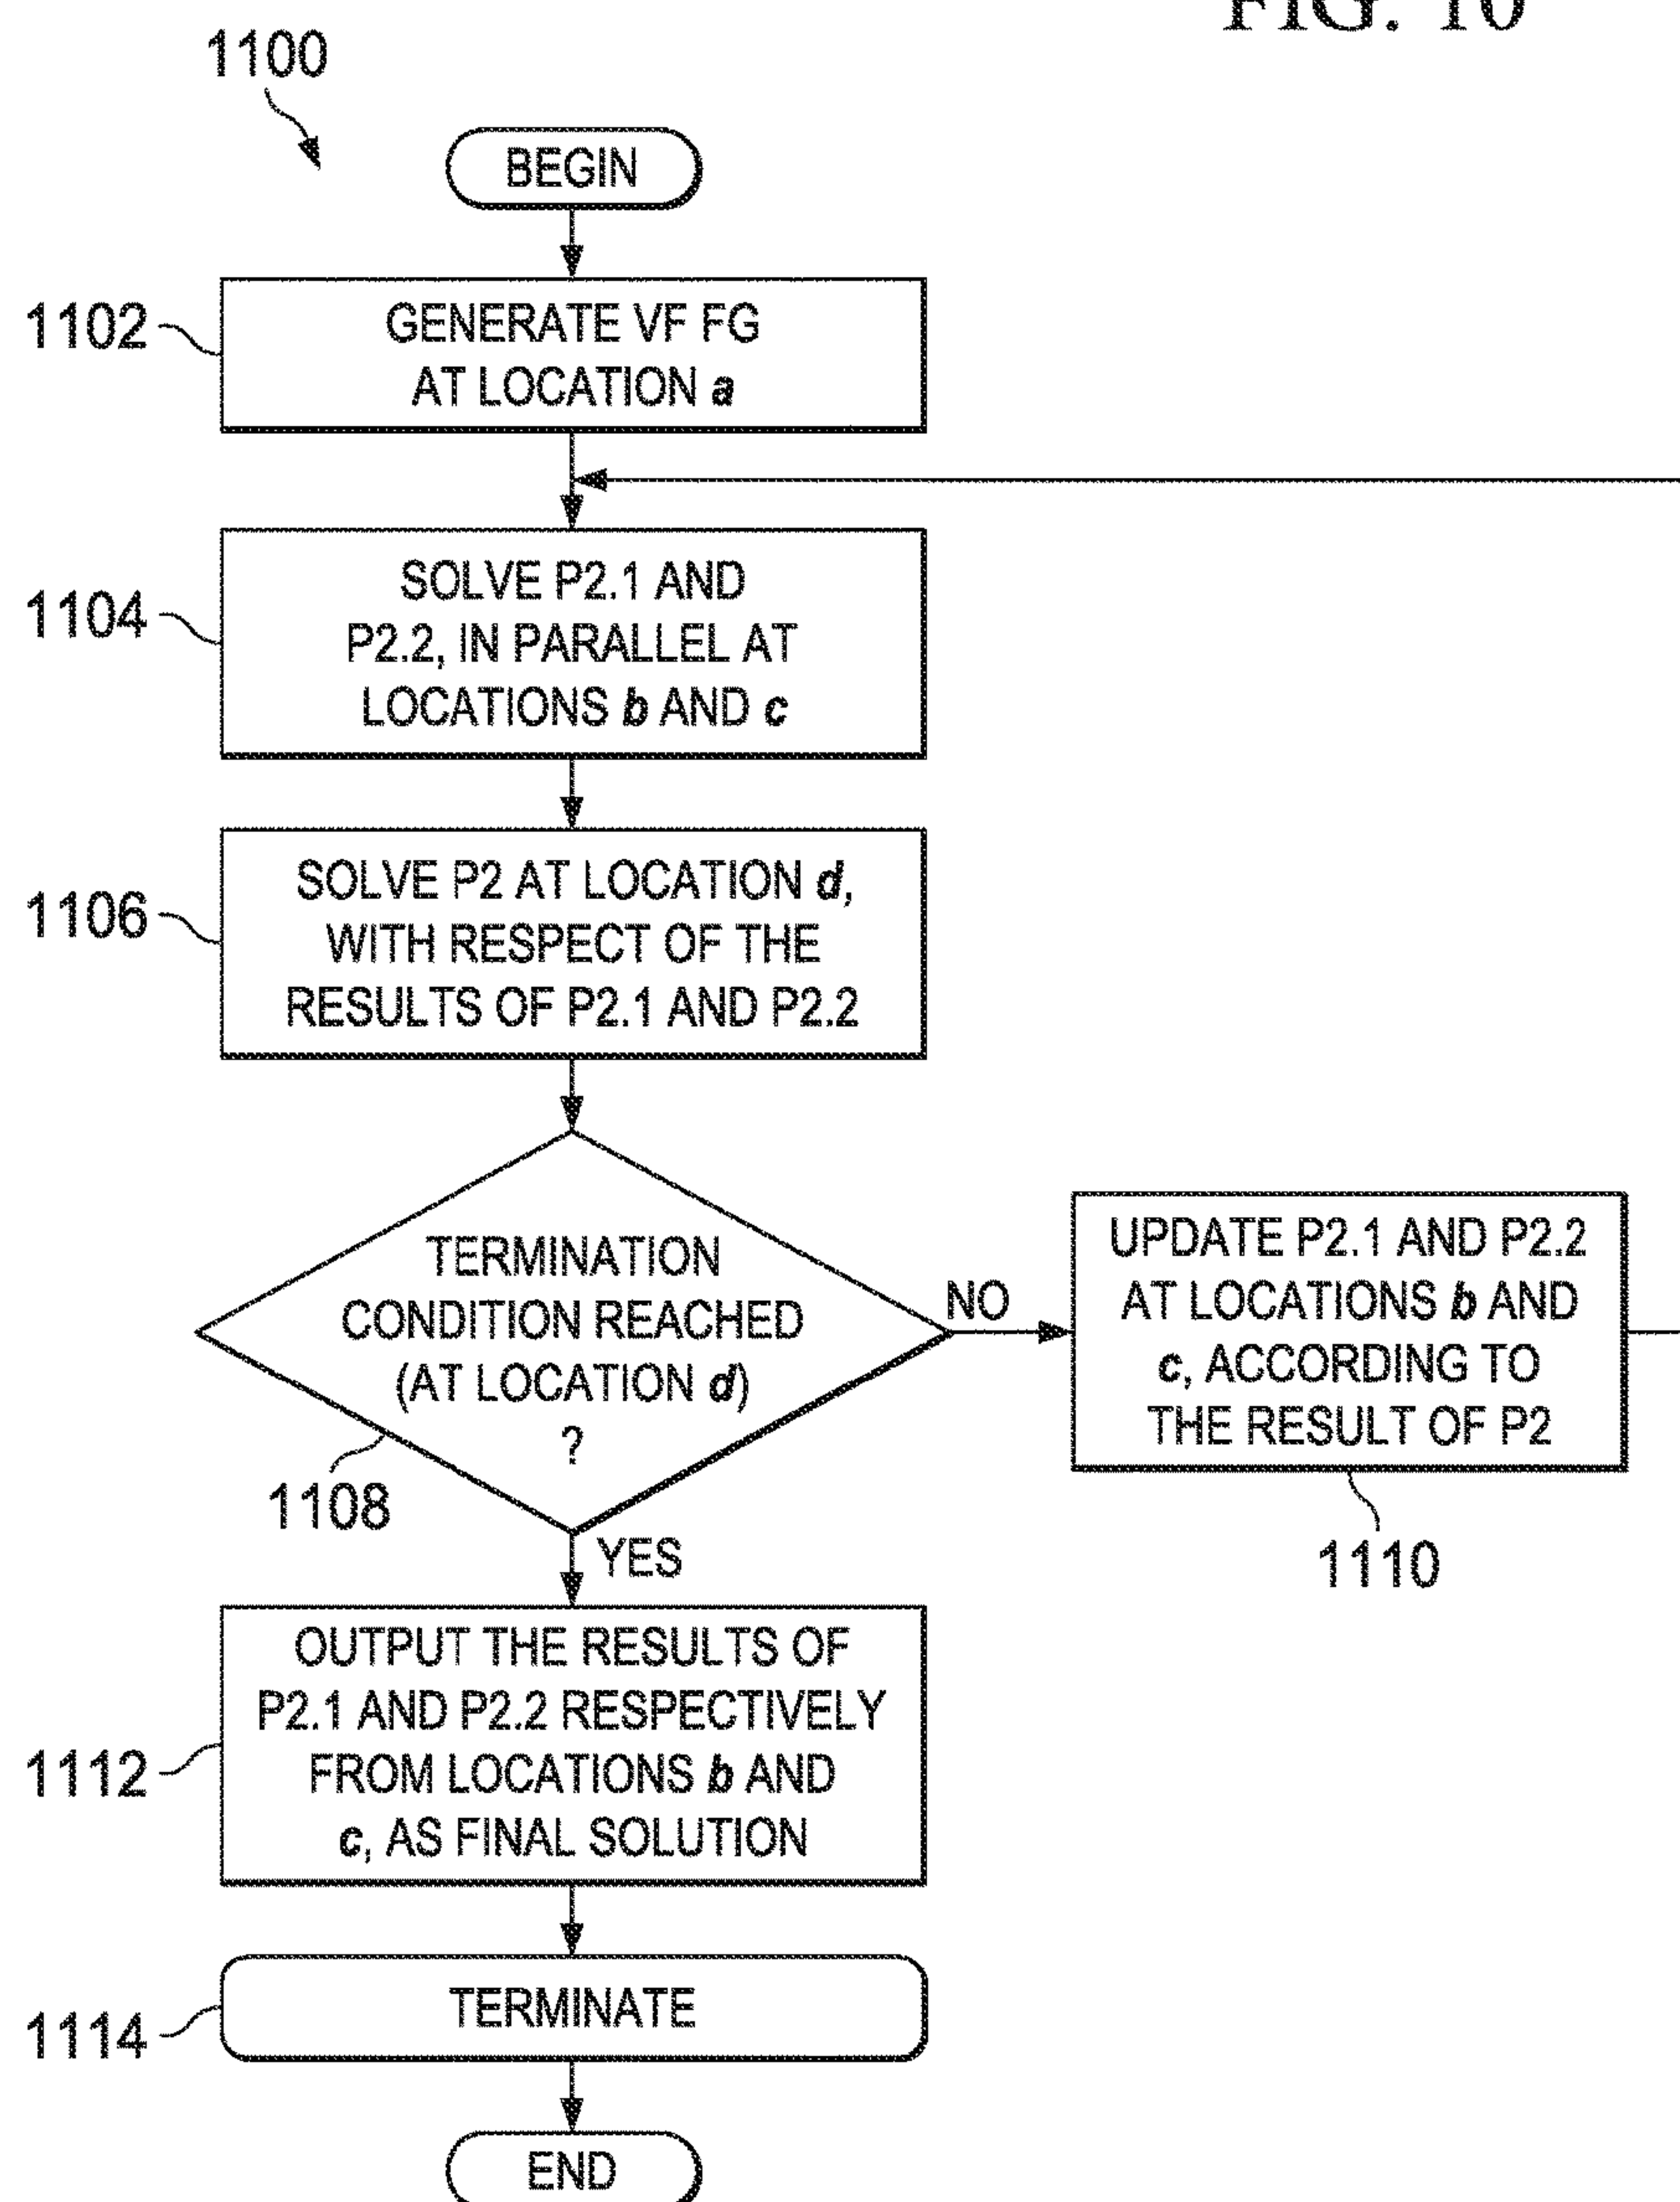 FIG. 10
1100
BEGIN
1102
GENERATE VF FG
AT LOCATION a
1104
SOLVE P2.1 AND
P2.2, IN PARALLEL AT
LOCATIONS b AND c
1106
SOLVE P2 AT LOCATION d,
WITH RESPECT OF THE
RESULTS OF P2.1 AND P2.2
TERMINATION
CONDITION REACHED
(AT LOCATION d)
?
1108
NO
UPDATE P2.1 AND P2.2
AT LOCATIONS b AND
c, ACCORDING TO
THE RESULT OF P2
1110
YES
1112
OUTPUT THE RESULTS OF
P2.1 AND P2.2 RESPECTIVELY
FROM LOCATIONS b AND
c, AS FINAL SOLUTION
1114
TERMINATE
END